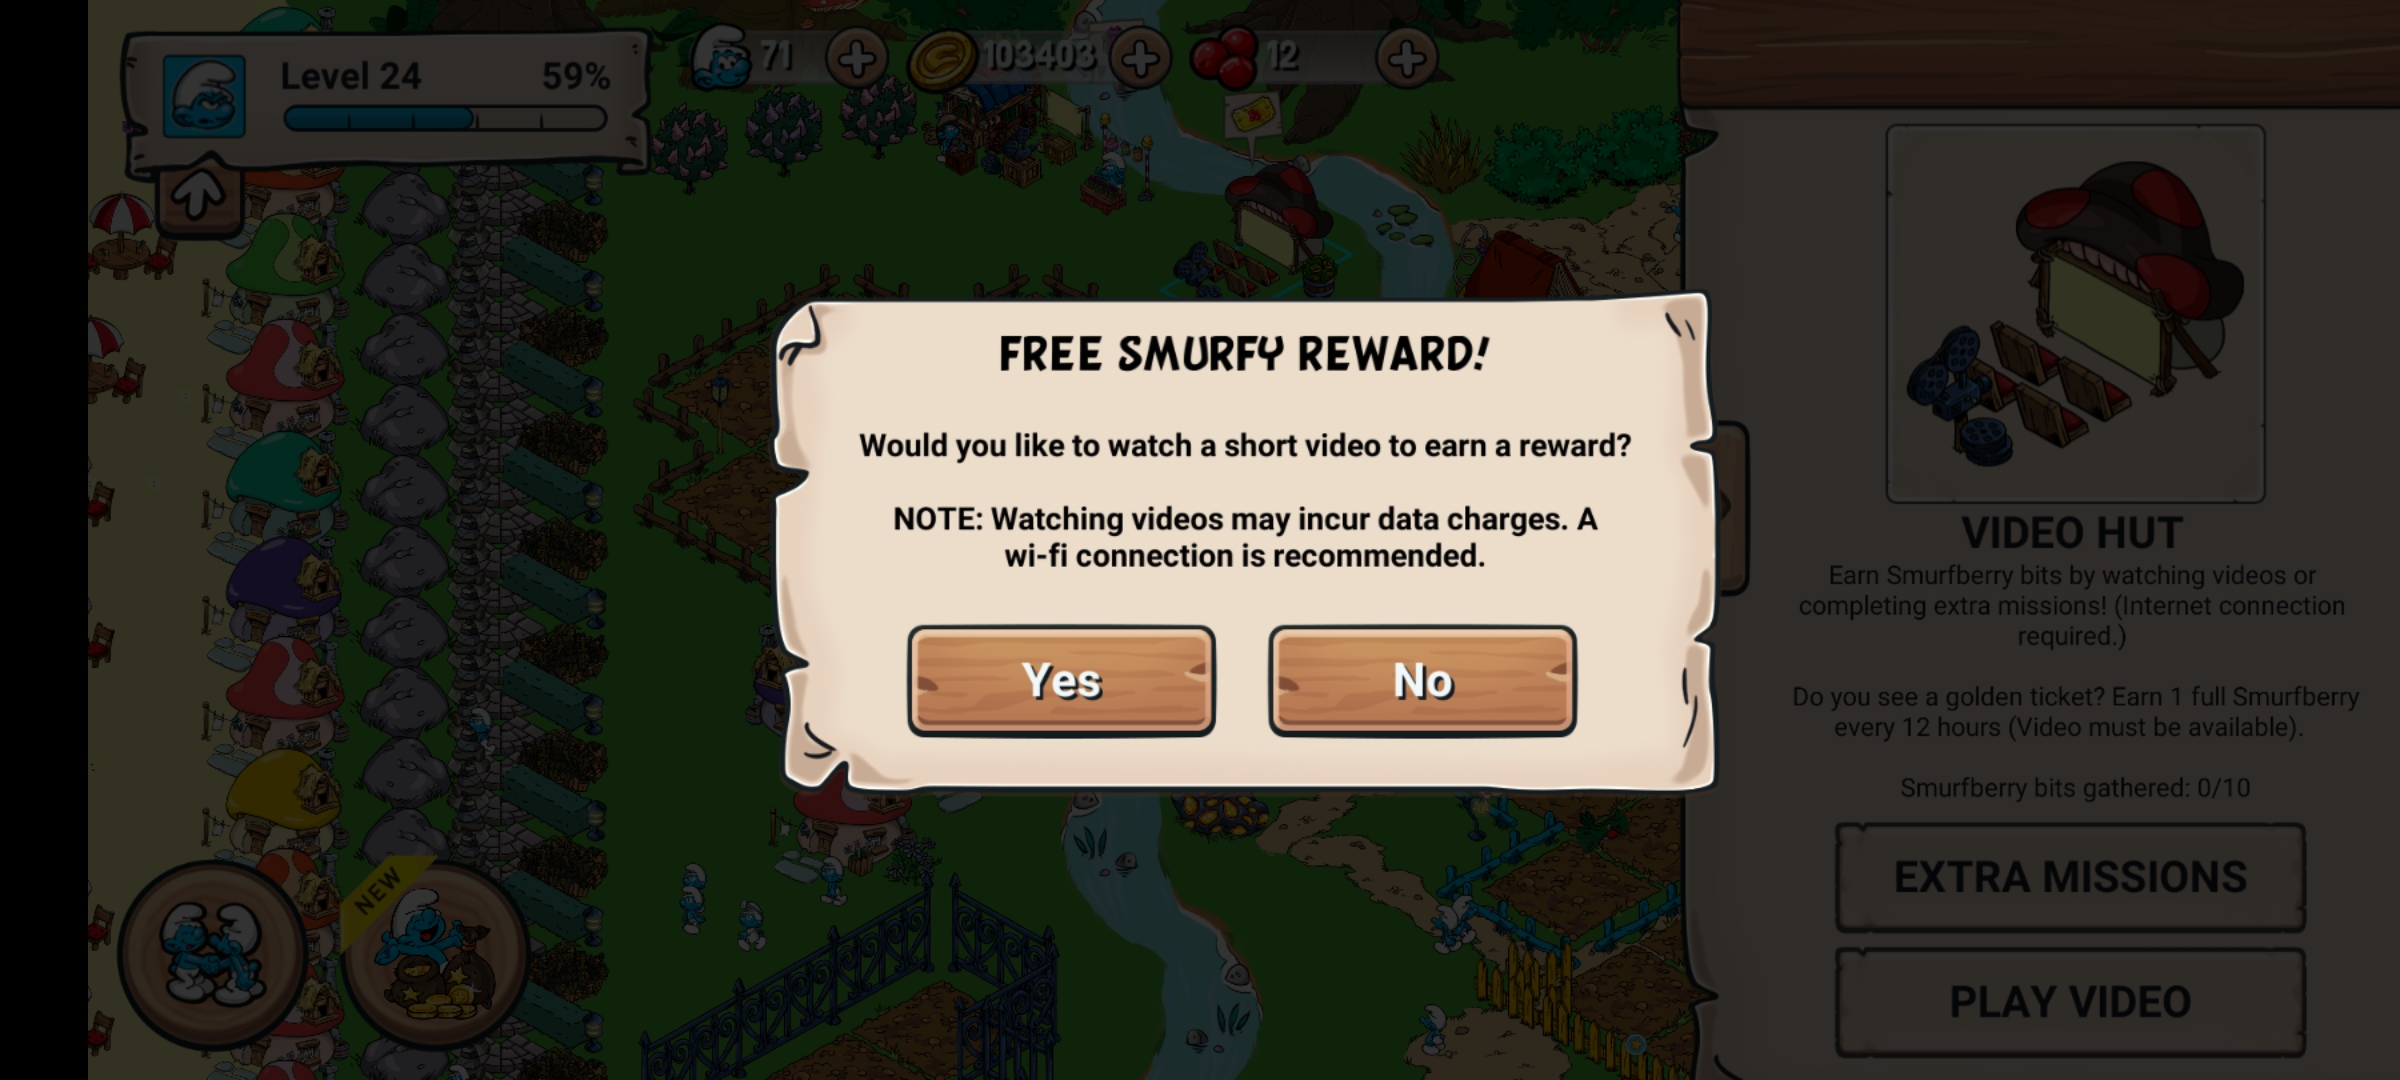 Level 24
59%
71
103403
12
FREE SMURFY REWARD!
Would you like to watch a short video to earn a reward?
NOTE: Watching videos may incur data charges. A
wi-fi connection is recommended.
Yes
No
VIDEO HUT
Earn Smurfberry bits by watching videos or
completing extra missions! (Internet connection
required.)
Do you see a golden ticket? Earn 1 full Smurfberry
every 12 hours (Video must be available).
Smurfberry bits gathered: 0/10
EXTRA MISSIONS
PLAY VIDEO
NEW